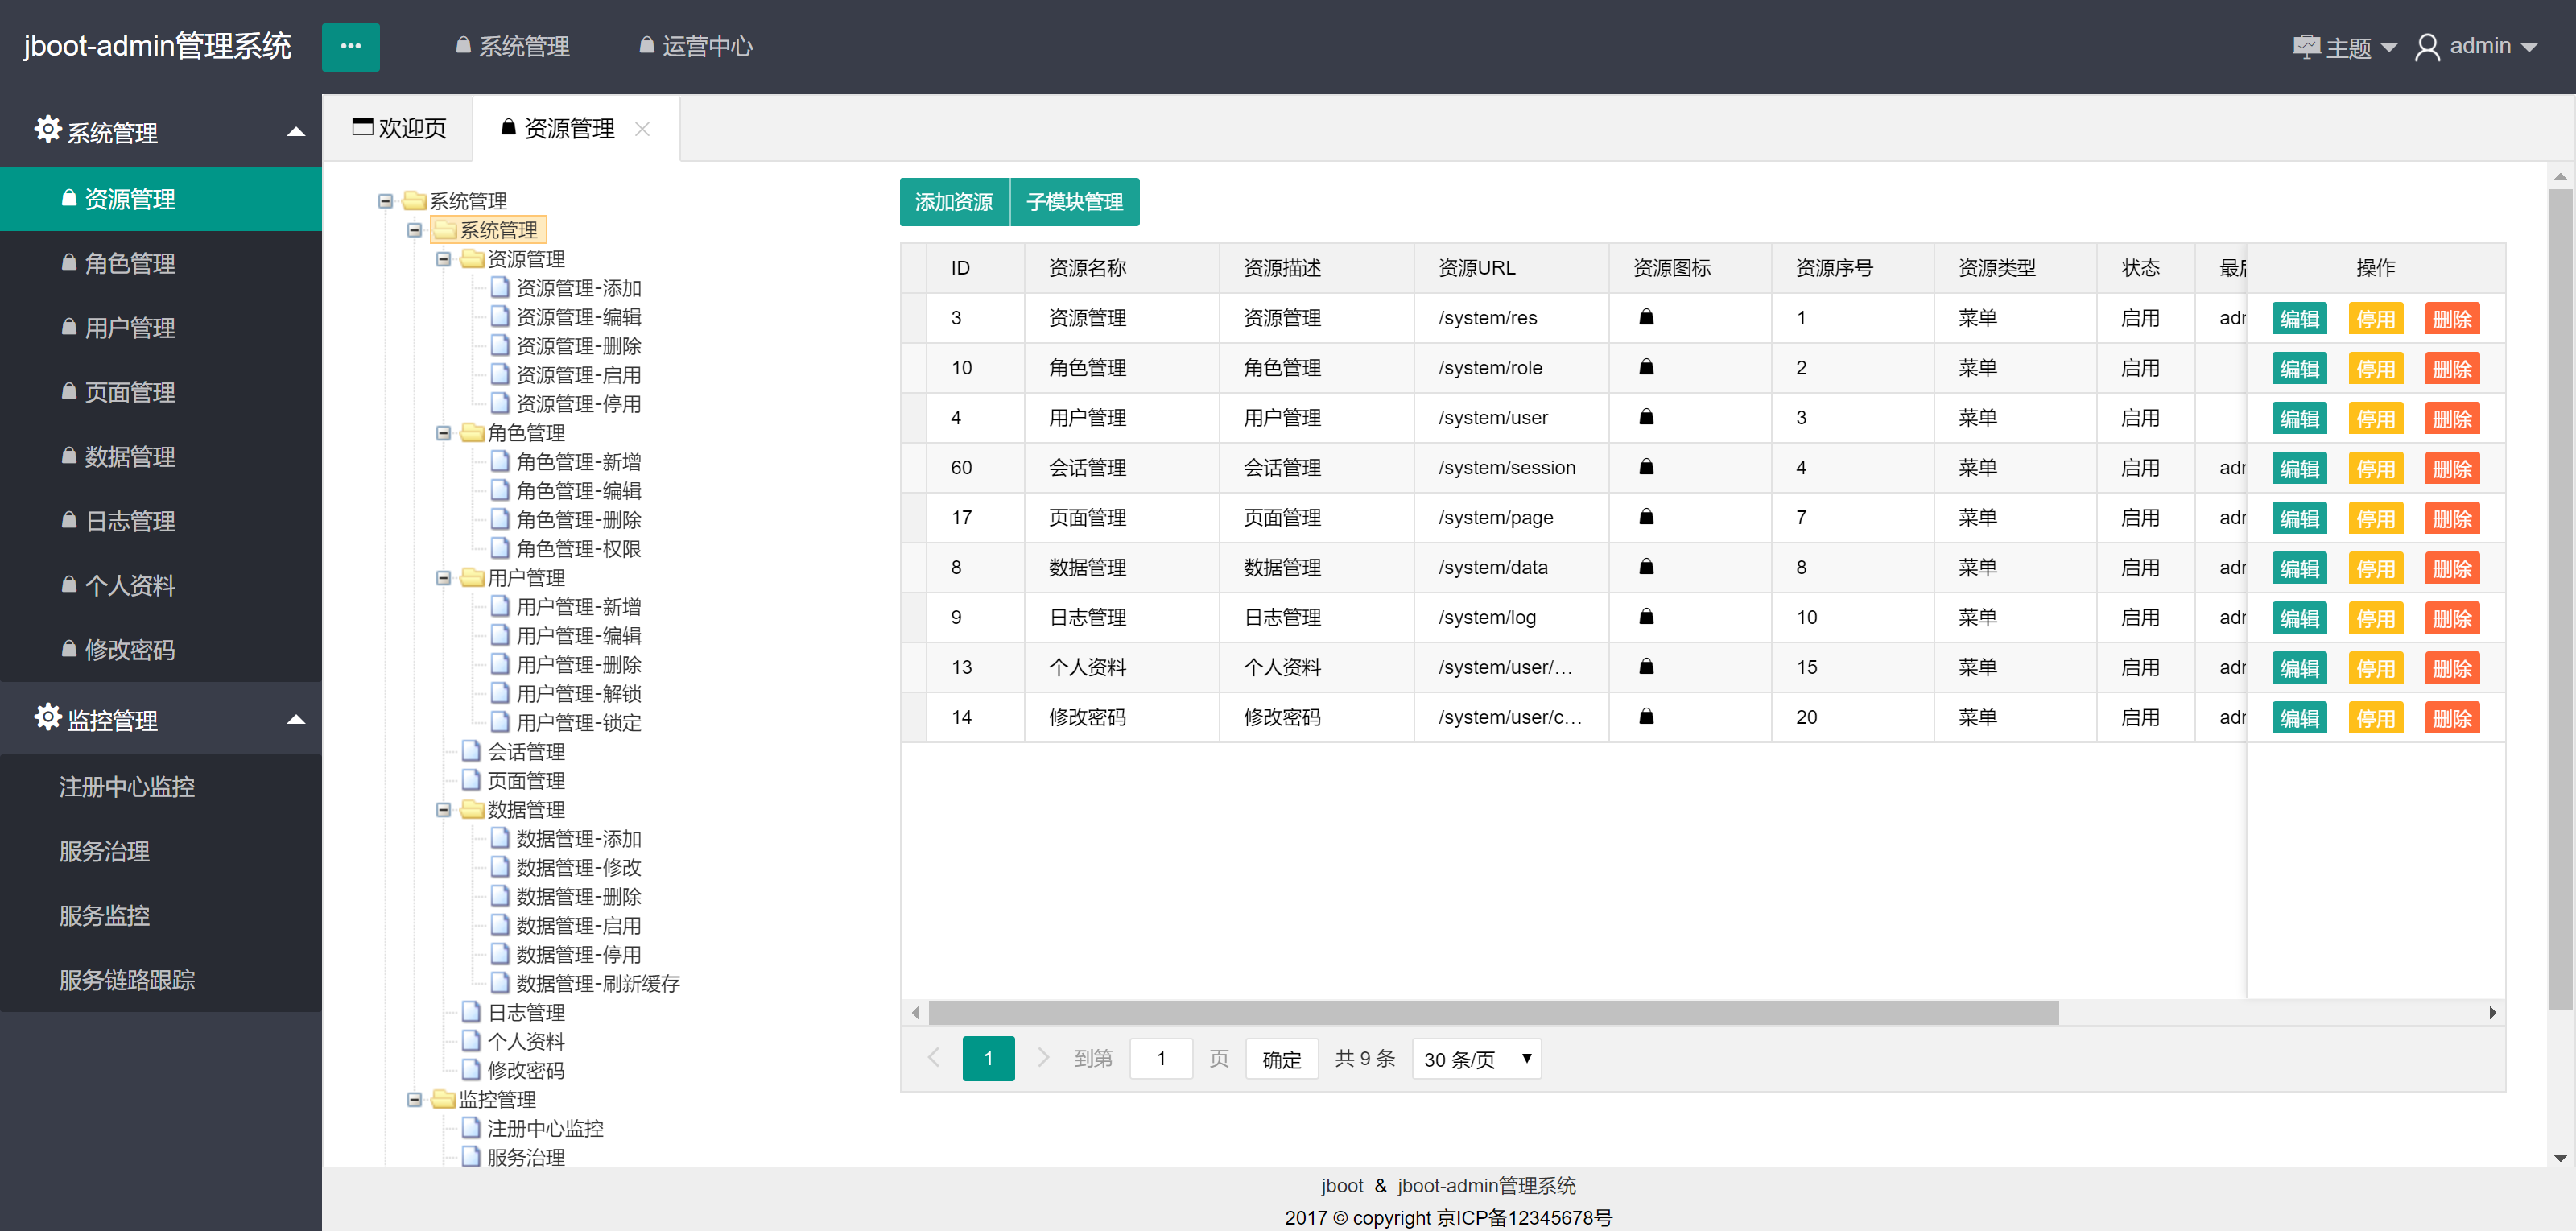 jboot-admin管理系统 系统管理 运营中心 主题 admin
系统管理
资源管理
角色管理
用户管理
页面管理
数据管理
日志管理
个人资料
修改密码
监控管理
注册中心监控
服务治理
服务监控
服务链路跟踪
欢迎页 资源管理
系统管理
系统管理
资源管理
资源管理-添加
资源管理-编辑
资源管理-删除
资源管理-启用
资源管理-停用
角色管理
角色管理-新增
角色管理-编辑
角色管理-删除
角色管理-权限
用户管理
用户管理-新增
用户管理-编辑
用户管理-删除
用户管理-解锁
用户管理-锁定
会话管理
页面管理
数据管理
数据管理-添加
数据管理-修改
数据管理-删除
数据管理-启用
数据管理-停用
数据管理-刷新缓存
日志管理
个人资料
修改密码
监控管理
注册中心监控
服务治理
添加资源 子模块管理
ID 资源名称 资源描述 资源URL 资源图标 资源序号 资源类型 状态 最 操作
3 资源管理 资源管理 /system/res 1 菜单 启用 adr 编辑 停用 删除
10 角色管理 角色管理 /system/role 2 菜单 启用 编辑 停用 删除
4 用户管理 用户管理 /system/user 3 菜单 启用 编辑 停用 删除
60 会话管理 会话管理 /system/session 4 菜单 启用 adr 编辑 停用 删除
17 页面管理 页面管理 /system/page 7 菜单 启用 adr 编辑 停用 删除
8 数据管理 数据管理 /system/data 8 菜单 启用 adr 编辑 停用 删除
9 日志管理 日志管理 /system/log 10 菜单 启用 adr 编辑 停用 删除
13 个人资料 个人资料 /system/user/... 15 菜单 启用 adr 编辑 停用 删除
14 修改密码 修改密码 /system/user/c... 20 菜单 启用 adr 编辑 停用 删除
1 到第 1 页 确定 共 9 条 30 条/页
jboot & jboot-admin管理系统
2017 © copyright 京ICP备12345678号